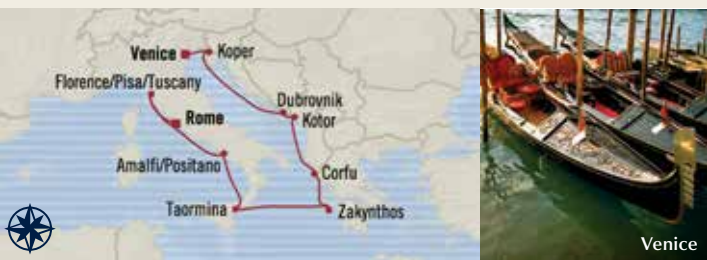 Venice
Koper
Florence/Pisa/Tuscany
Dubrovnik
Rome
Kotor
Amalfi/Positano
Corfu
Taormina
Zakynthos
Venice